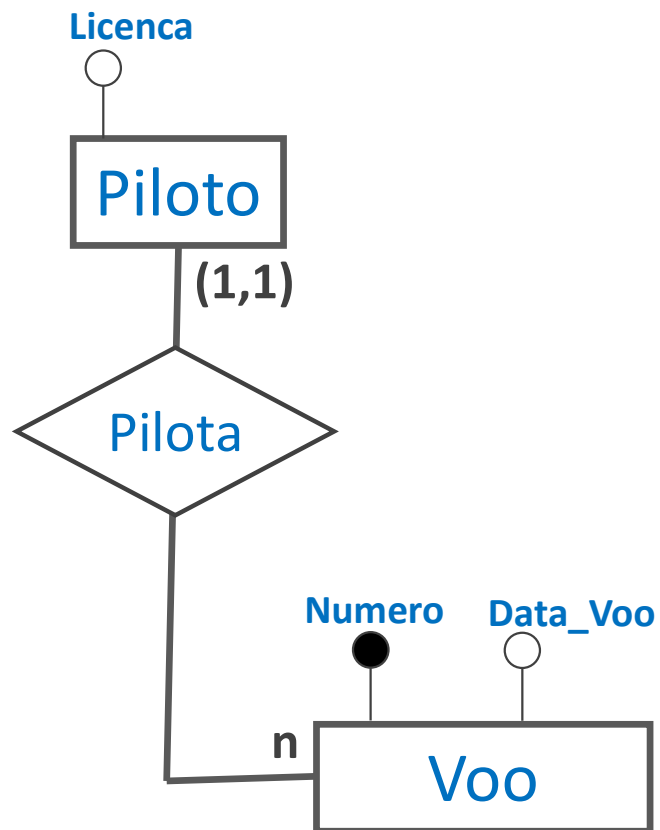 Licenca
Piloto
(1,1)
Pilota
Numero
Data_Voo
n
Voo